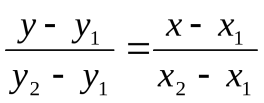 (y - y₁)/(y₂ - y₁) = (x - x₁)/(x₂ - x₁)